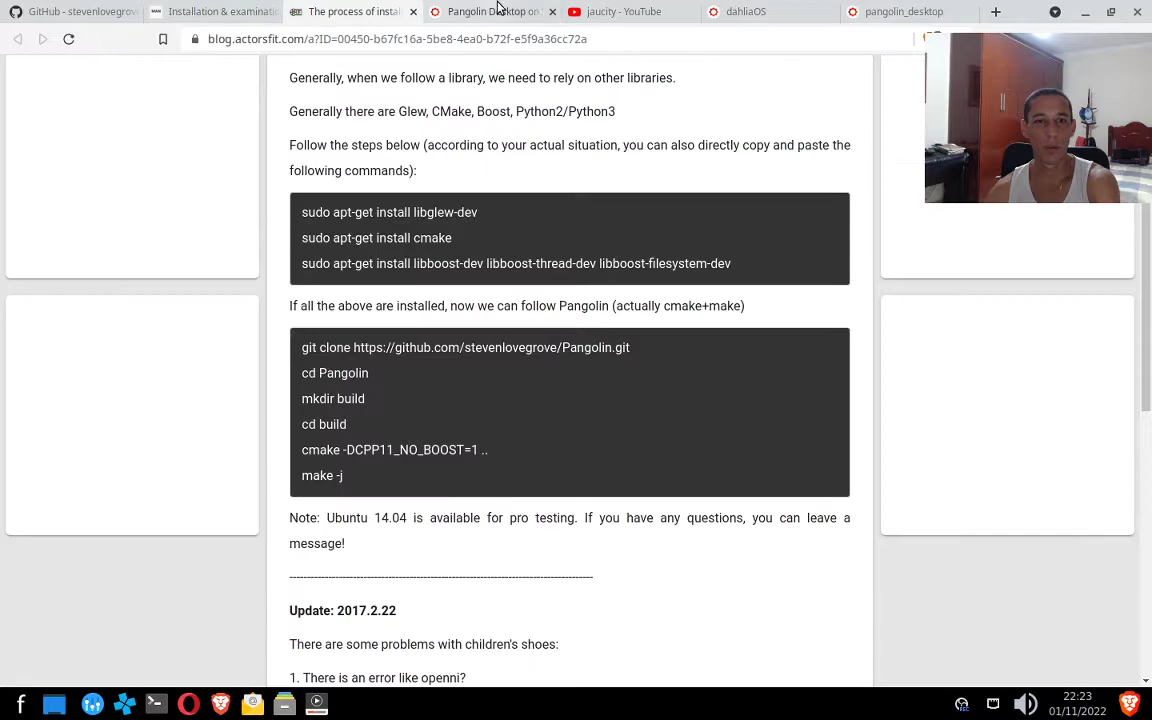 GitHub - stevenlovegrov
Installation & examinati
The process of instal
Pangolin Desktop on
jaucity - YouTube
dahliaOS
pangolin_desktop
blog.actorsfit.com/a?ID=00450-b67fc16a-5be8-4ea0-b72f-e5f9a36cc72a
Generally, when we follow a library, we need to rely on other libraries.
Generally there are Glew, CMake, Boost, Python2/Python3
Follow the steps below (according to your actual situation, you can also directly copy and paste the
following commands):
sudo apt-get install libglew-dev
sudo apt-get install cmake
sudo apt-get install libboost-dev libboost-thread-dev libboost-filesystem-dev
If all the above are installed, now we can follow Pangolin (actually cmake+make)
git clone https://github.com/stevenlovegrove/Pangolin.git
cd Pangolin
mkdir build
cd build
cmake -DCPP11_NO_BOOST=1 ..
make -j
Note: Ubuntu 14.04 is available for pro testing. If you have any questions, you can leave a
message!
--------------------------------------------------------------------------------
Update: 2017.2.22
There are some problems with children's shoes:
1. There is an error like openni?
22:23
01/11/2022